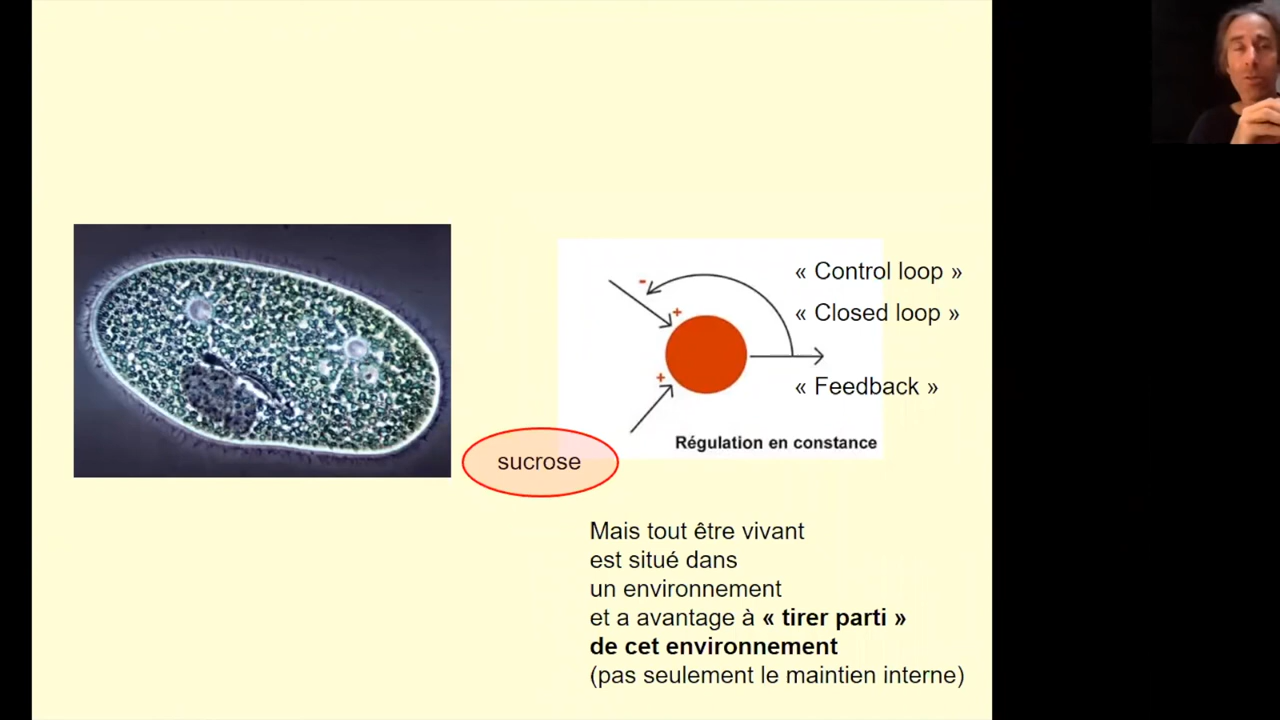 « Control loop »
« Closed loop »
-
+
+
« Feedback »
Régulation en constance
sucrose
Mais tout être vivant
est situé dans
un environnement
et a avantage à « tirer parti »
de cet environnement
(pas seulement le maintien interne)